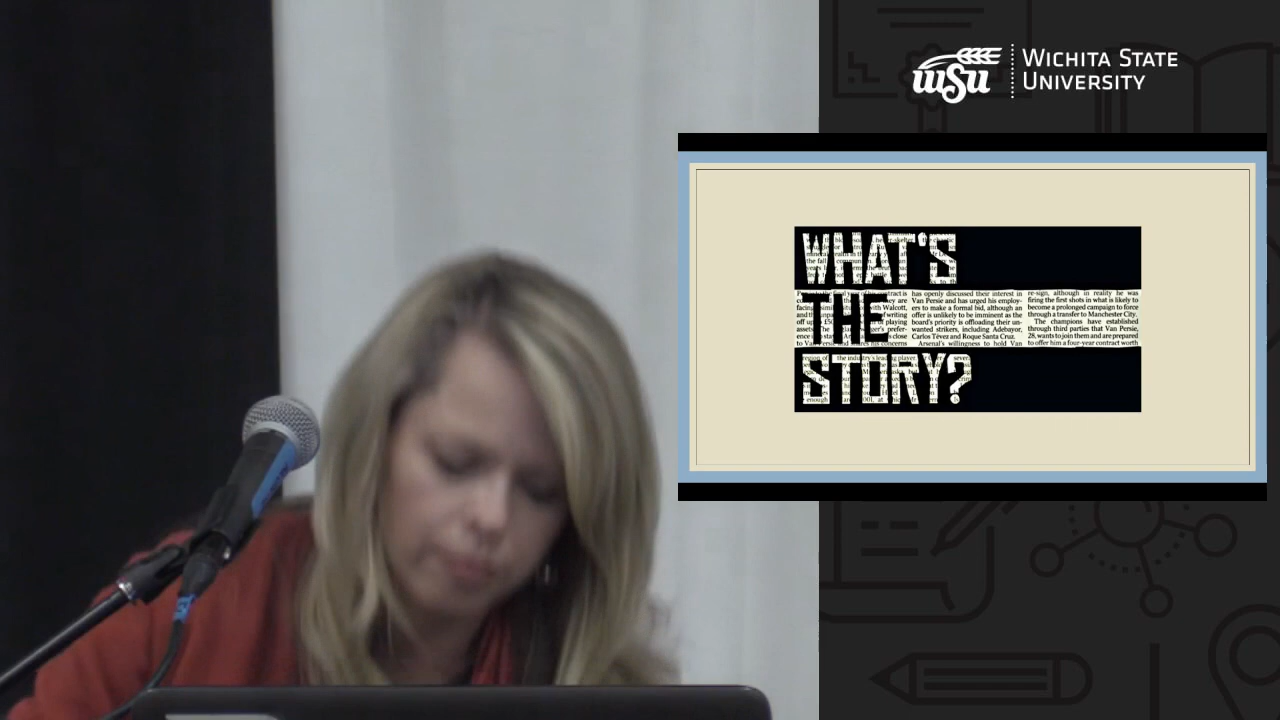 wsu
WICHITA STATE
UNIVERSITY
WHAT'S
THE
STORY?
has openly discussed their interest in
Van Persie and has urged his employ-
ers to make a formal bid, although an
offer is unlikely to be imminent as the
board's priority is offloading their un-
wanted strikers, including Adebayor,
Carlos Tévez and Roque Santa Cruz.
Arsenal's willingness to hold Van
re-sign, although in reality he was
firing the first shots in what is likely to
become a prolonged campaign to force
through a transfer to Manchester City.
The champions have established
through third parties that Van Persie,
28, wants to join them and are prepared
to offer him a four-year contract worth